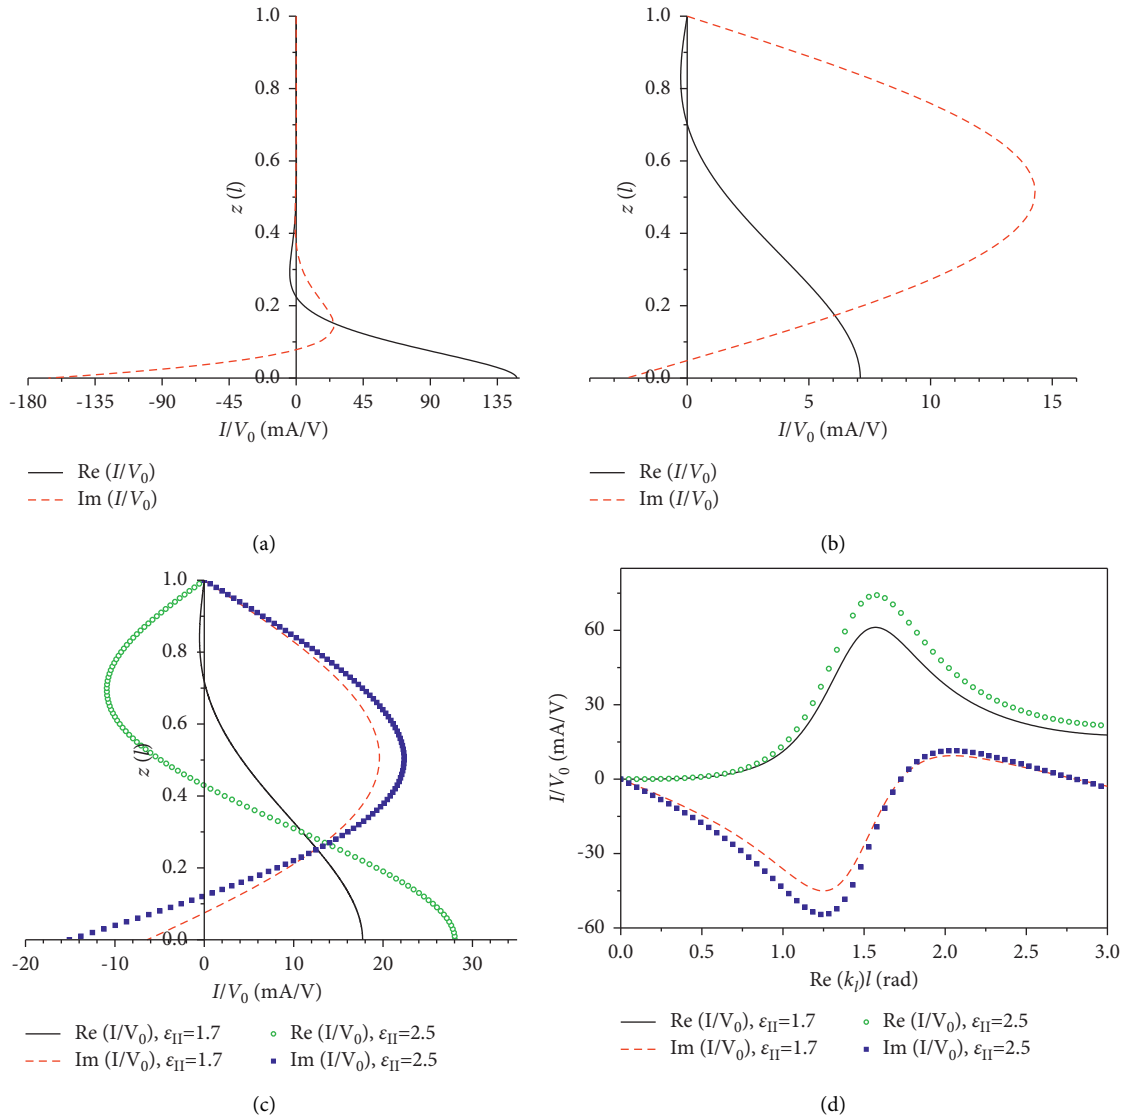 1.0
0.8
0.6
0.4
0.2
0.0
z (l)
-180 -135 -90 -45 0 45 90 135
I/V0 (mA/V)
Re (I/V0)
Im (I/V0)
(a)
1.0
0.8
0.6
0.4
0.2
0.0
z (l)
0 5 10 15
I/V0 (mA/V)
Re (I/V0)
Im (I/V0)
(b)
1.0
0.8
0.6
0.4
0.2
0.0
z (l)
-20 -10 0 10 20 30
I/V0 (mA/V)
Re (I/V0), εII=1.7 Re (I/V0), εII=2.5
Im (I/V0), εII=1.7 Im (I/V0), εII=2.5
(c)
60
30
0
-30
-60
I/V0 (mA/V)
0.0 0.5 1.0 1.5 2.0 2.5 3.0
Re (kl)l (rad)
Re (I/V0), εII=1.7 Re (I/V0), εII=2.5
Im (I/V0), εII=1.7 Im (I/V0), εII=2.5
(d)